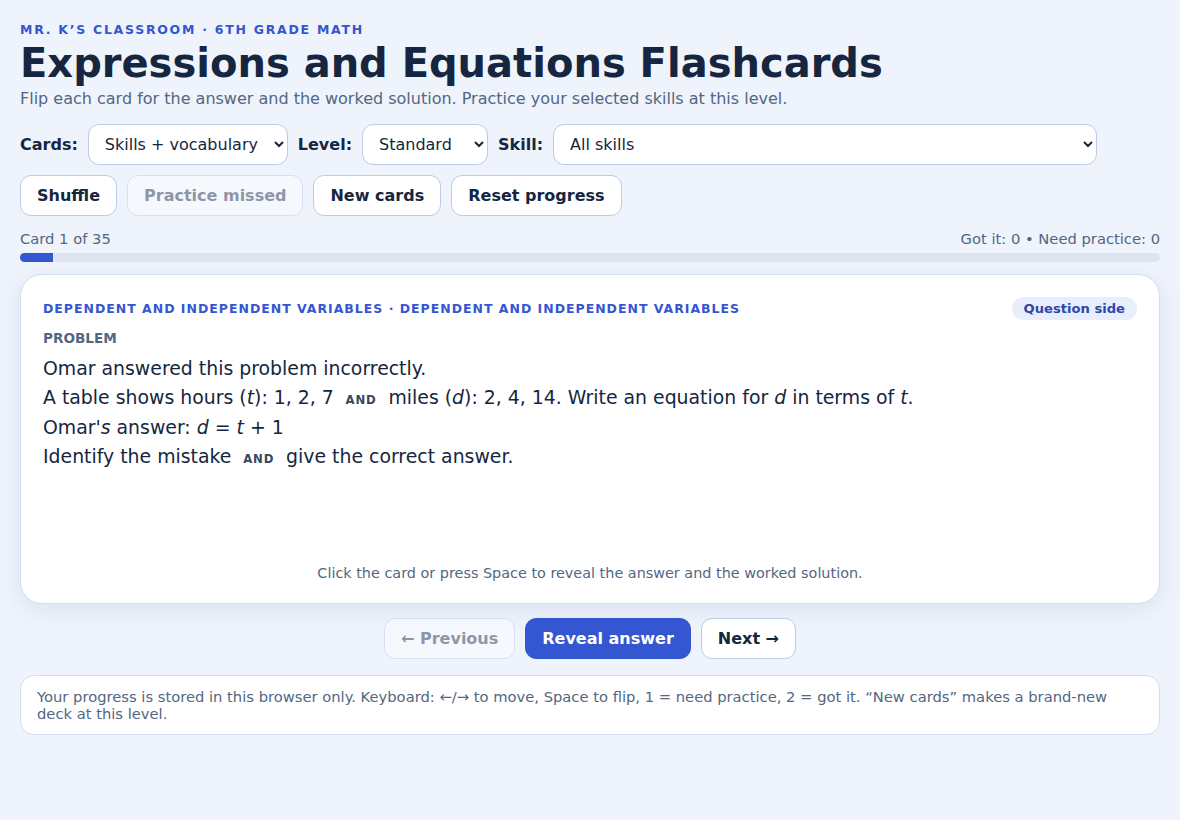 MR. K’S CLASSROOM · 6TH GRADE MATH
Expressions and Equations Flashcards
Flip each card for the answer and the worked solution. Practice your selected skills at this level.
Cards: Skills + vocabulary Level: Standard Skill: All skills
Shuffle Practice missed New cards Reset progress
Card 1 of 35 Got it: 0 • Need practice: 0
DEPENDENT AND INDEPENDENT VARIABLES · DEPENDENT AND INDEPENDENT VARIABLES Question side
PROBLEM
Omar answered this problem incorrectly.
A table shows hours (t): 1, 2, 7 AND miles (d): 2, 4, 14. Write an equation for d in terms of t.
Omar's answer: d = t + 1
Identify the mistake AND give the correct answer.
Click the card or press Space to reveal the answer and the worked solution.
← Previous Reveal answer Next →
Your progress is stored in this browser only. Keyboard: ←/→ to move, Space to flip, 1 = need practice, 2 = got it. “New cards” makes a brand-new
deck at this level.